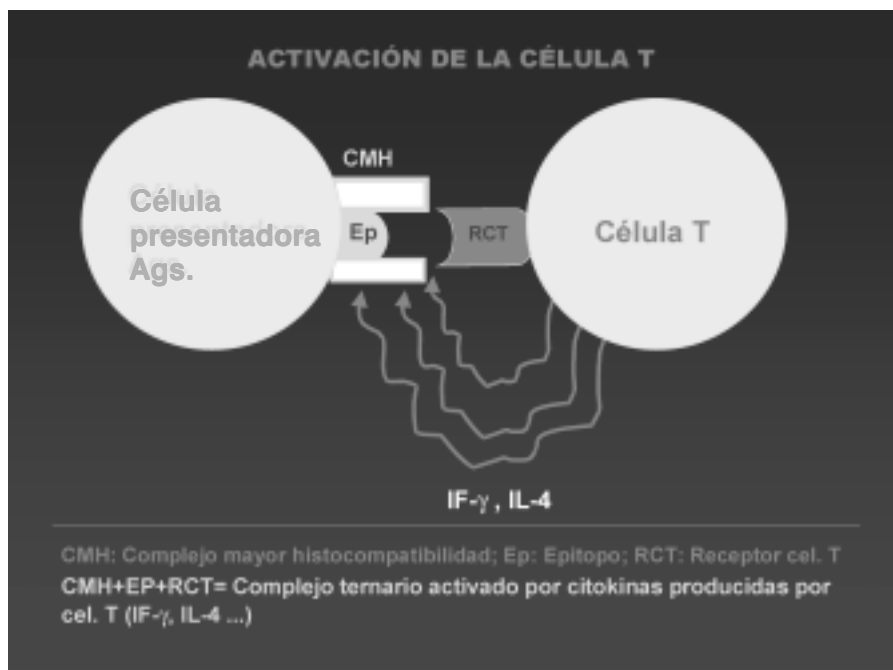 ACTIVACIÓN DE LA CÉLULA T
CMH
Célula
presentadora
Ags.
Ep
RCT
Célula T
IF-γ , IL-4
CMH: Complejo mayor histocompatibilidad; Ep: Epitopo; RCT: Receptor cel. T
CMH+EP+RCT= Complejo ternario activado por citokinas producidas por
cel. T (IF-γ, IL-4 ...)